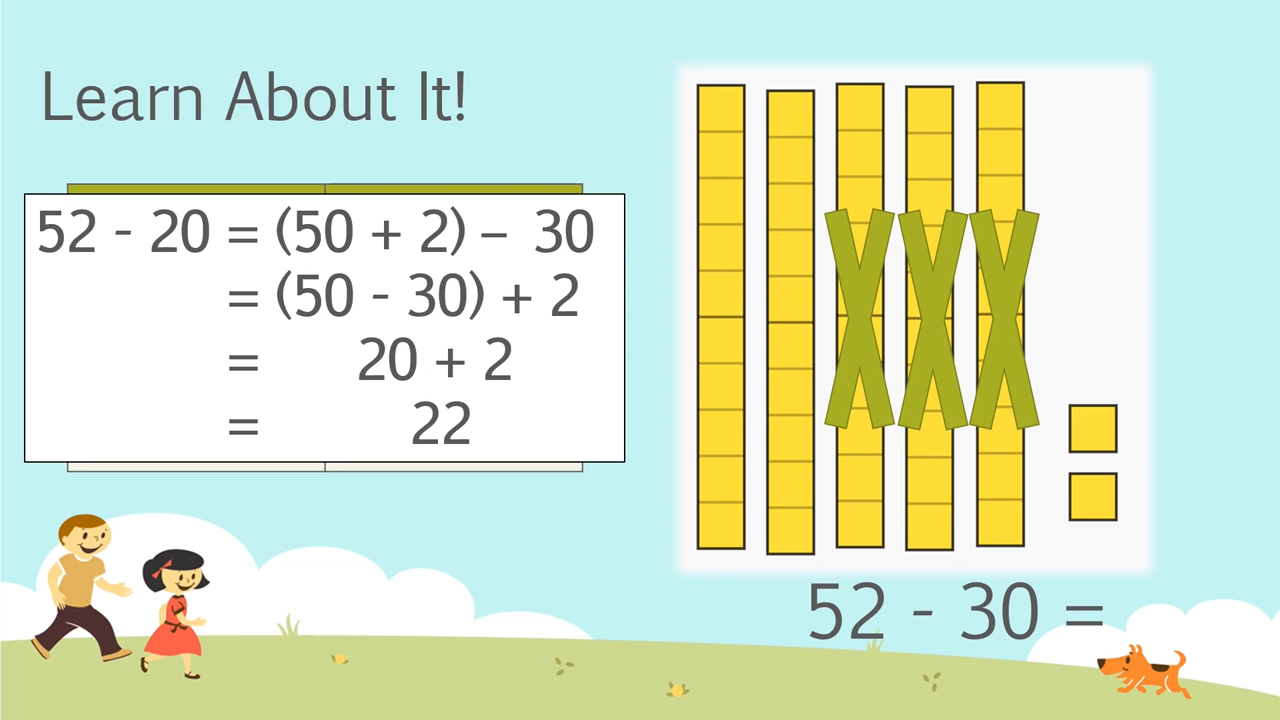 Learn About It!
52 - 20 = (50 + 2) – 30
= (50 - 30) + 2
= 20 + 2
= 22
52 - 30 =